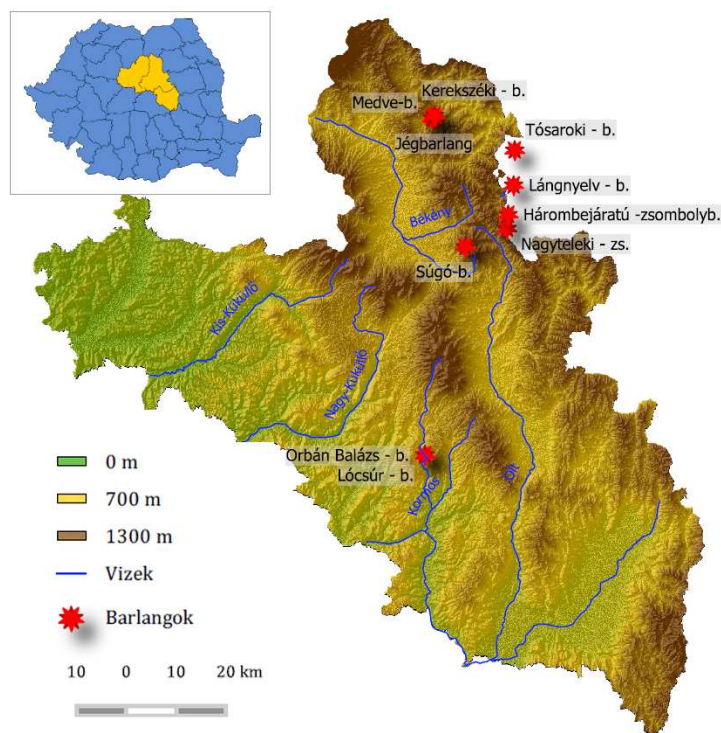 Kerekszéki - b.
Medve-b.
Jégbarlang
Tósaroki - b.
Lángnyelv - b.
Hárombejáratú -zsombolyb.
Nagyteleki - zs.
Békény
Súgó-b.
Kis-Küküllő
Nagy-Küküllő
Orbán Balázs - b.
Lócsúr - b.
Kormos
Olt
0 m
700 m
1300 m
Vizek
Barlangok
10 0 10 20 km